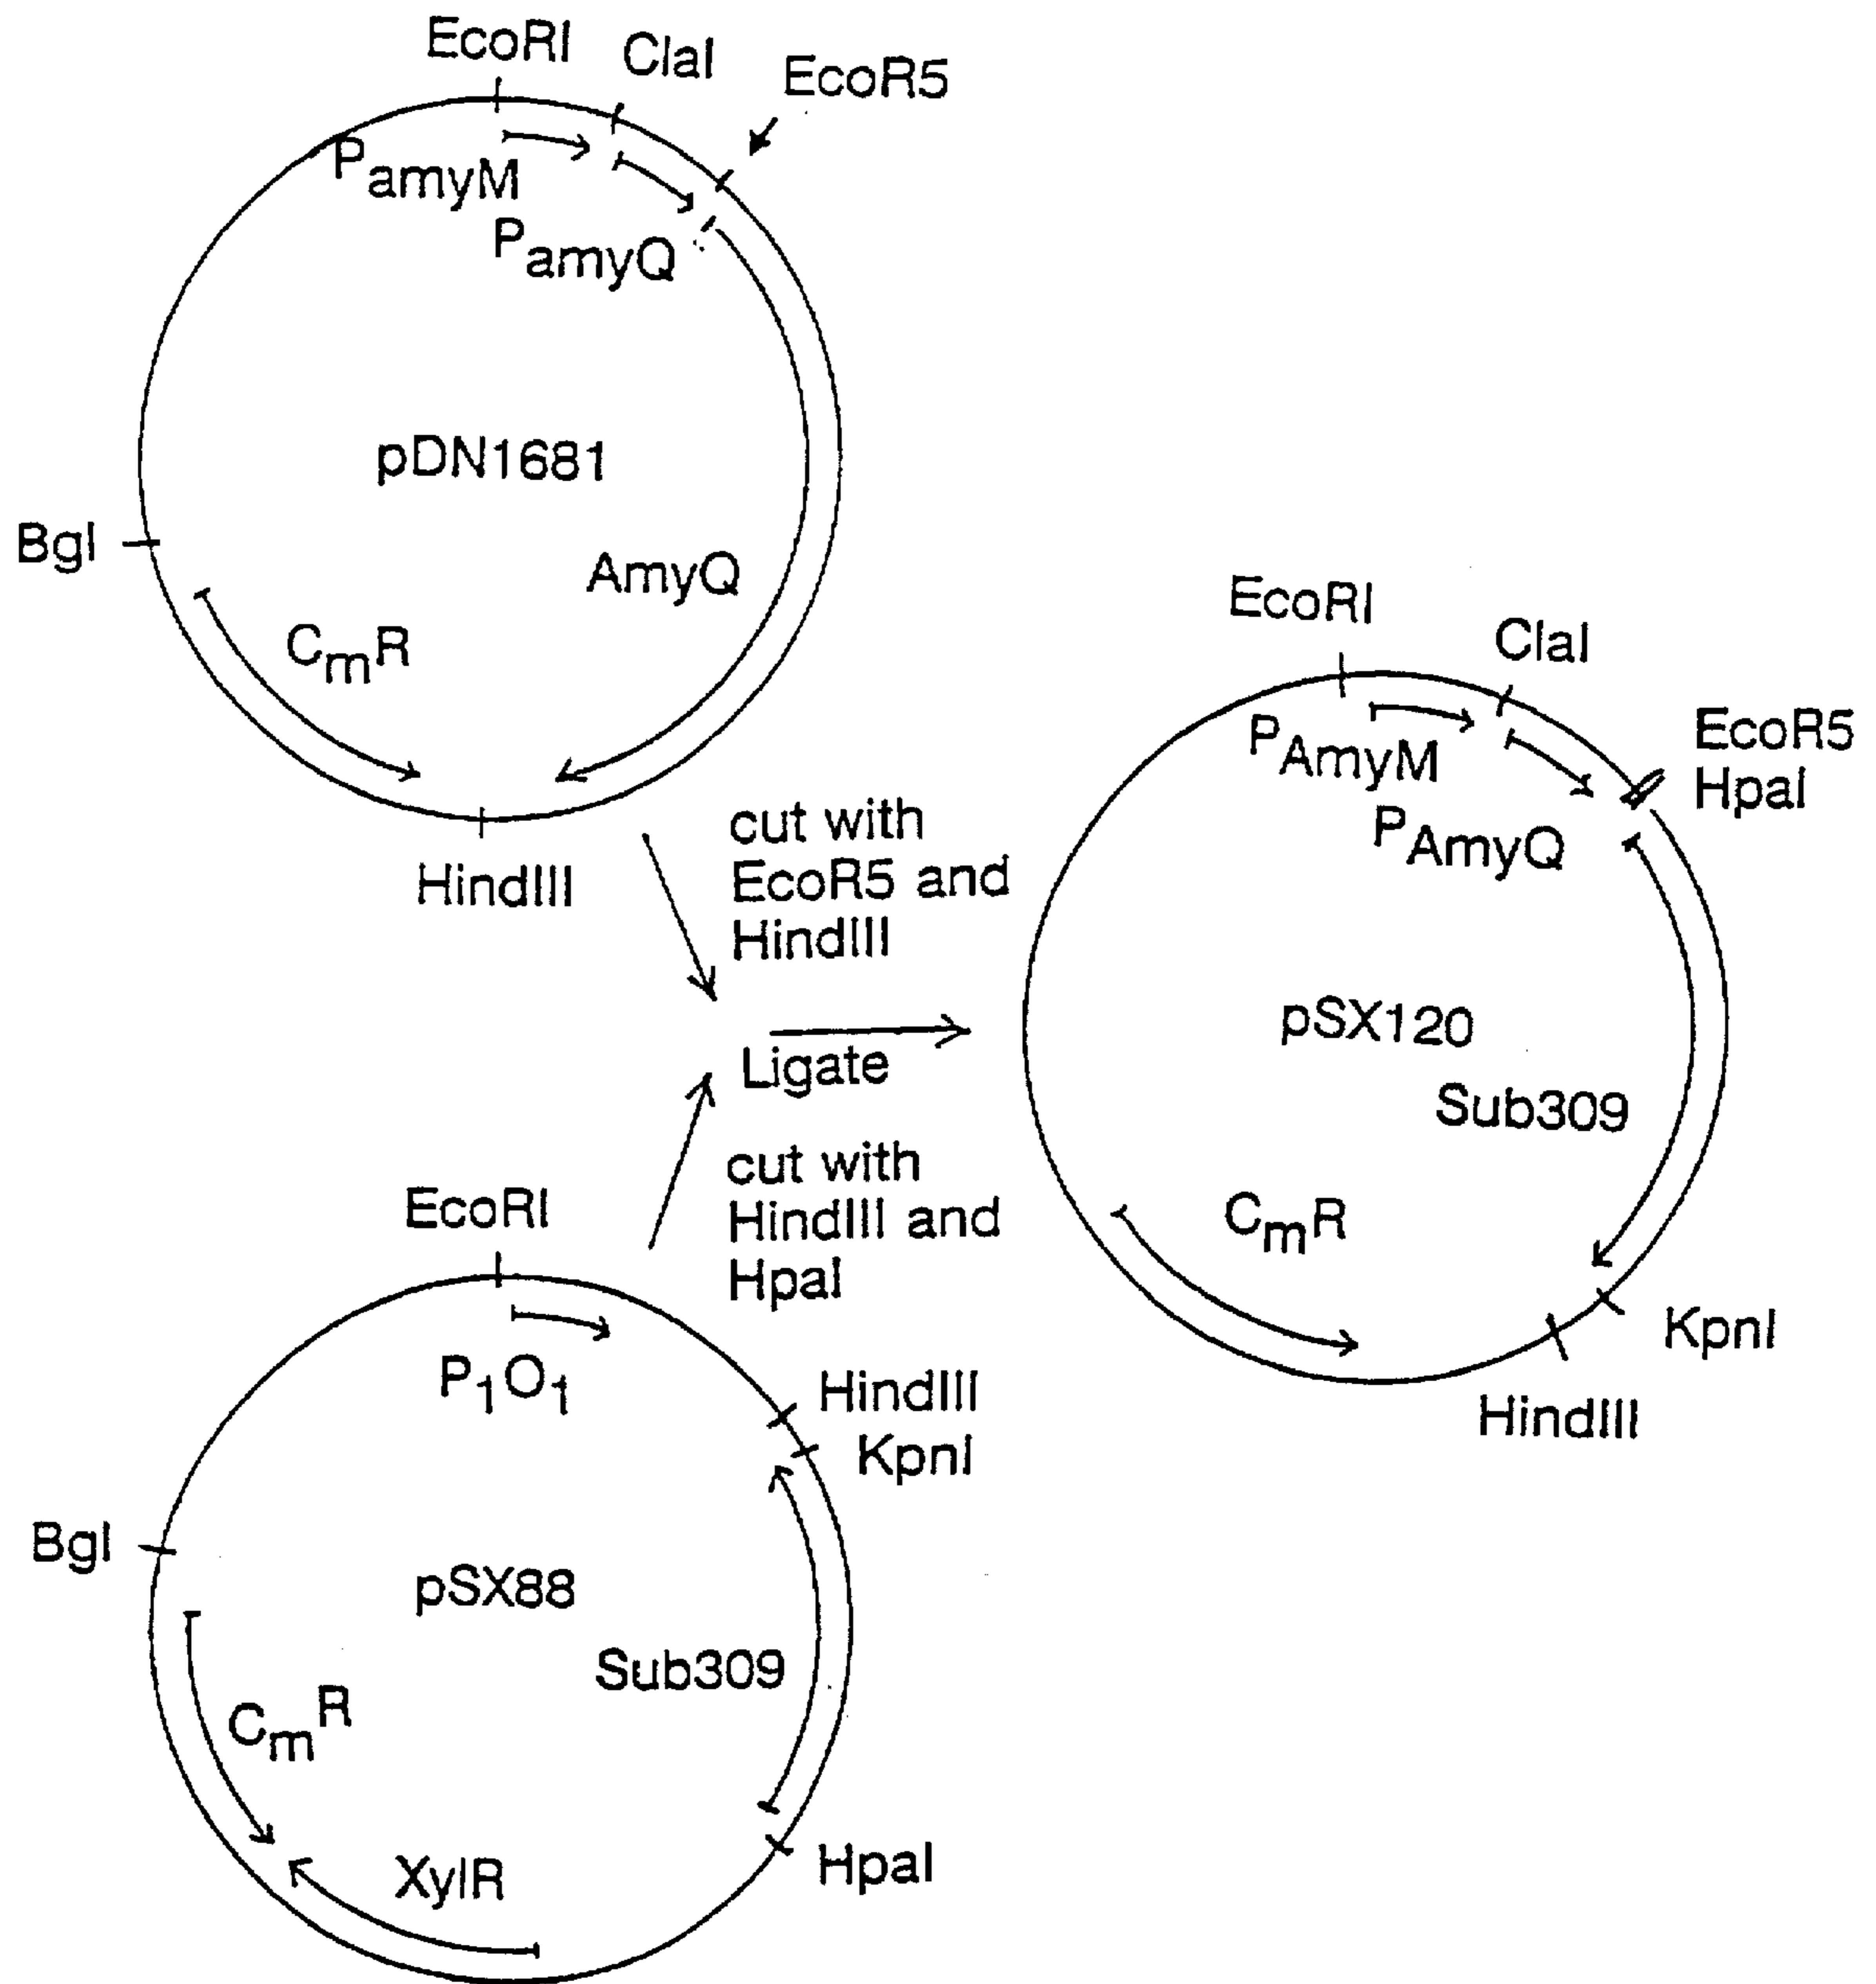 EcoRI
ClaI
EcoR5
PamyM
PamyQ
pDN1681
BglI
AmyQ
CmR
HindIII
cut with
EcoR5 and
HindIII
Ligate
cut with
HindIII and
HpaI
EcoRI
ClaI
EcoR5
HpaI
PAmyM
PAmyQ
pSX120
Sub309
CmR
KpnI
HindIII
EcoRI
P1O1
HindIII
KpnI
BglI
pSX88
Sub309
CmR
XylR
HpaI